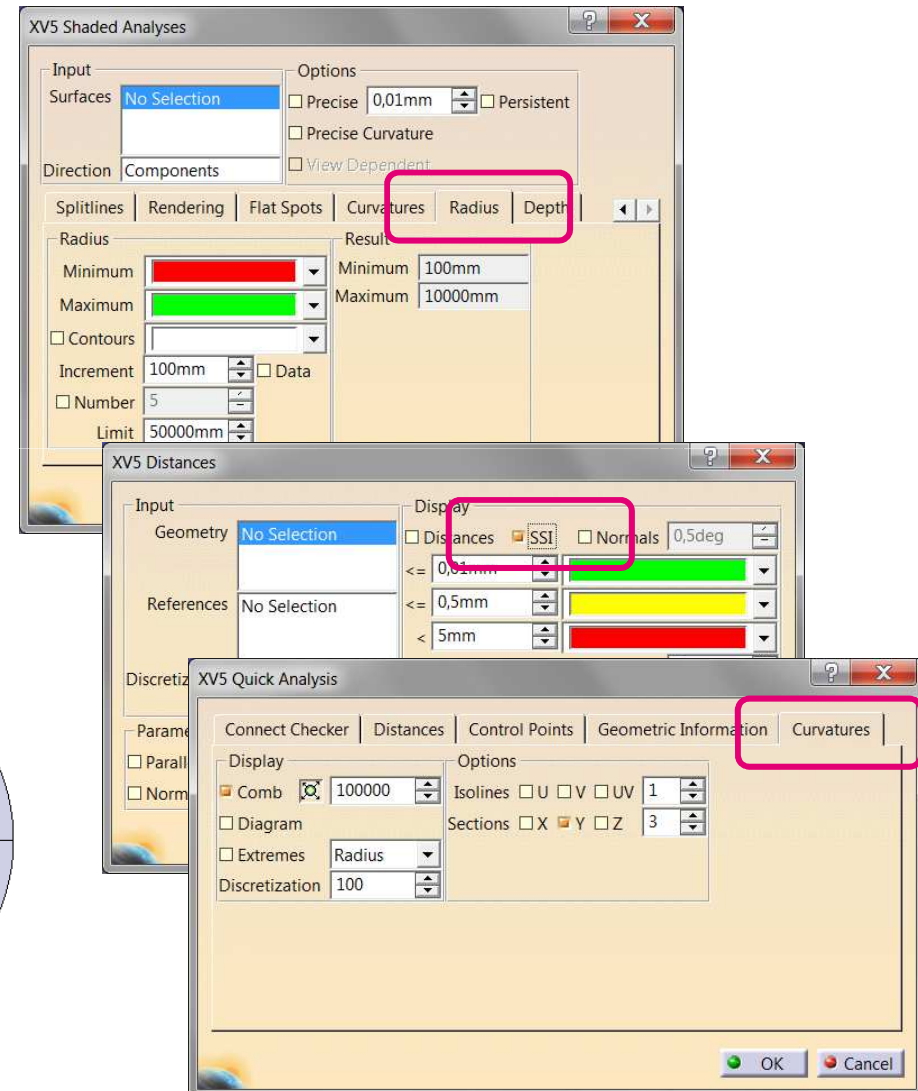 XV5 Shaded Analyses
Input
Options
Surfaces No Selection
Precise 0,01mm Persistent
Precise Curvature
View Dependent
Direction Components
Splitlines Rendering Flat Spots Curvatures Radius Depth
Radius
Result
Minimum
Minimum 100mm
Maximum
Maximum 10000mm
Contours
Increment 100mm Data
Number 5
Limit 50000mm
XV5 Distances
Input
Display
Geometry No Selection
Distances SSI Normals 0,5deg
<= 0,01mm
References No Selection
<= 0,5mm
< 5mm
Discretiz
XV5 Quick Analysis
Parame
Parall
Norm
Connect Checker Distances Control Points Geometric Information Curvatures
Display
Options
Comb 100000
Isolines U V UV 1
Diagram
Sections X Y Z 3
Extremes Radius
Discretization 100
OK Cancel